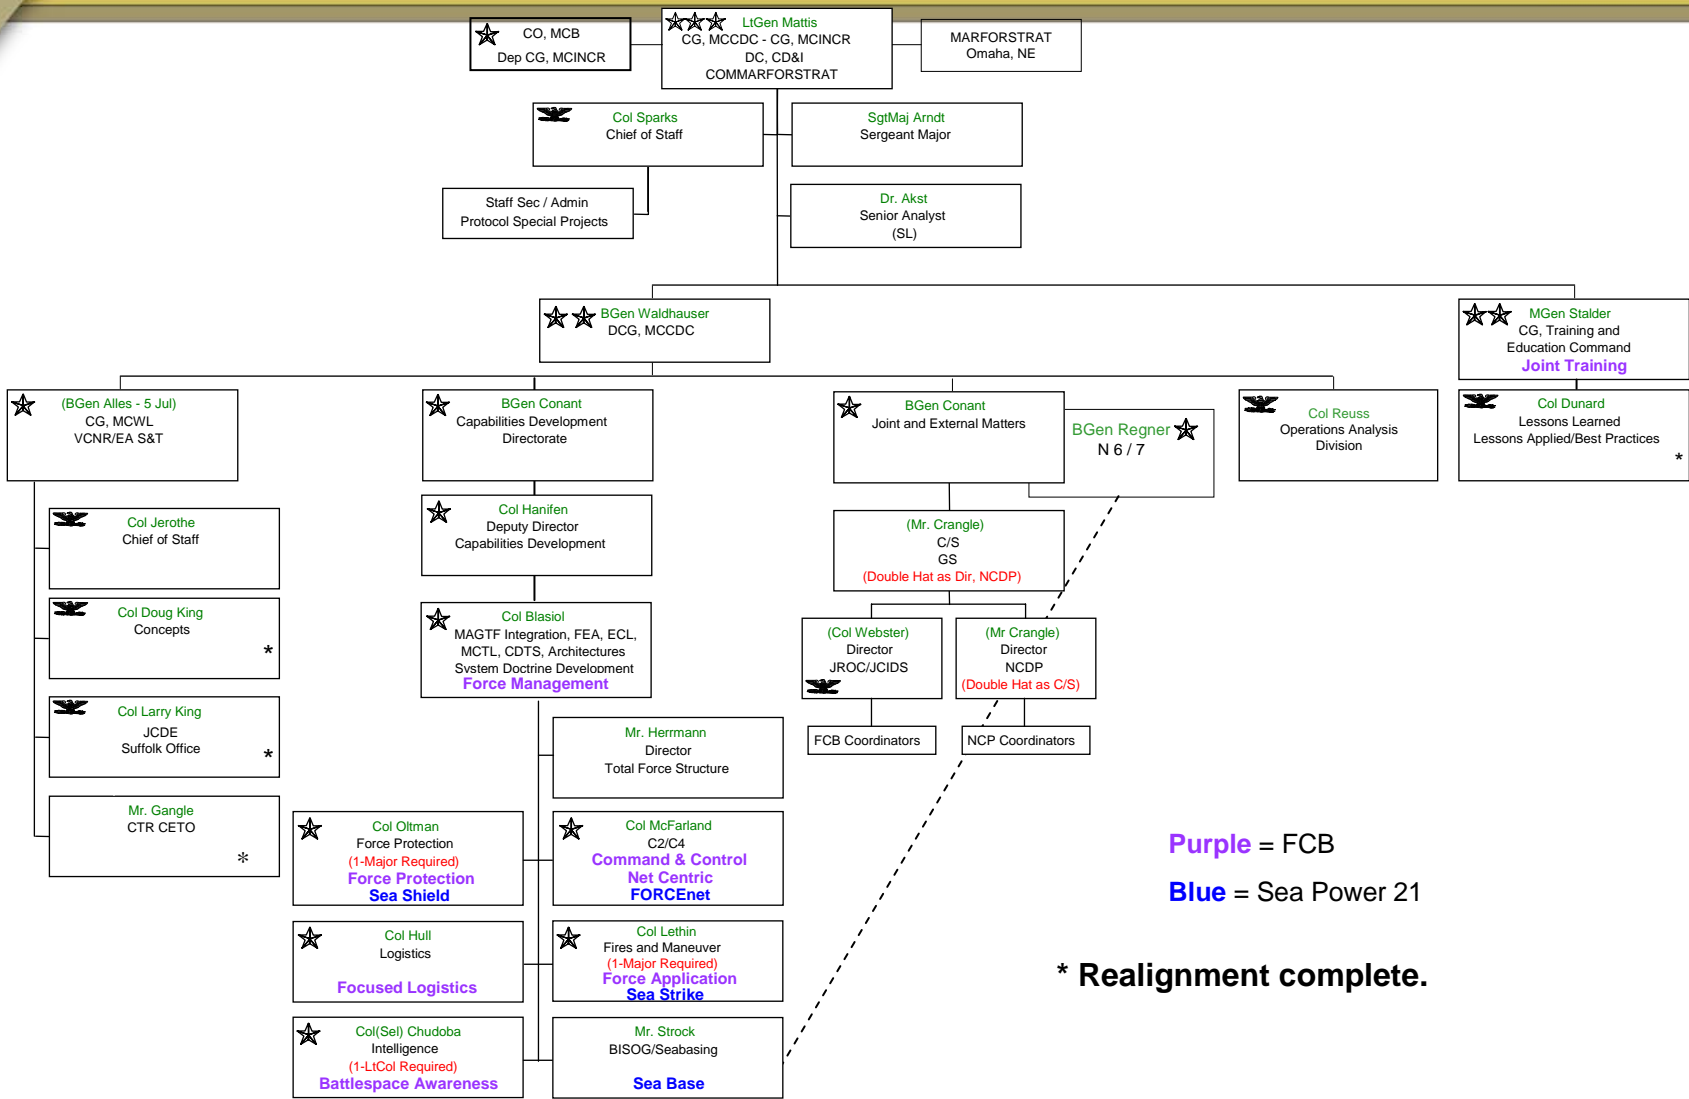 CO, MCB
Dep CG, MCINCR
LtGen Mattis
CG, MCCDC - CG, MCINCR
DC, CD&I
COMMARFORSTRAT
MARFORSTRAT
Omaha, NE
Col Sparks
Chief of Staff
SgtMaj Arndt
Sergeant Major
Staff Sec / Admin
Protocol Special Projects
Dr. Akst
Senior Analyst
(SL)
BGen Waldhauser
DCG, MCCDC
MGen Stalder
CG, Training and
Education Command
Joint Training
(BGen Alles - 5 Jul)
CG, MCWL
VCNR/EA S&T
BGen Conant
Capabilities Development
Directorate
BGen Conant
Joint and External Matters
BGen Regner
N 6 / 7
Col Reuss
Operations Analysis
Division
Col Dunard
Lessons Learned
Lessons Applied/Best Practices
*
Col Jerothe
Chief of Staff
Col Doug King
Concepts
*
Col Larry King
JCDE
Suffolk Office
*
Mr. Gangle
CTR CETO
*
Col Hanifen
Deputy Director
Capabilities Development
Col Blasiol
MAGTF Integration, FEA, ECL,
MCTL, CDTS, Architectures
System Doctrine Development
Force Management
(Mr. Crangle)
C/S
GS
(Double Hat as Dir, NCDP)
(Col Webster)
Director
JROC/JCIDS
(Mr Crangle)
Director
NCDP
(Double Hat as C/S)
FCB Coordinators
NCP Coordinators
Mr. Herrmann
Director
Total Force Structure
Col Oltman
Force Protection
(1-Major Required)
Force Protection
Sea Shield
Col McFarland
C2/C4
Command & Control
Net Centric
FORCEnet
Col Hull
Logistics
Focused Logistics
Col Lethin
Fires and Maneuver
(1-Major Required)
Force Application
Sea Strike
Col(Sel) Chudoba
Intelligence
(1-LtCol Required)
Battlespace Awareness
Mr. Strock
BISOG/Seabasing
Sea Base
Purple = FCB
Blue = Sea Power 21
* Realignment complete.